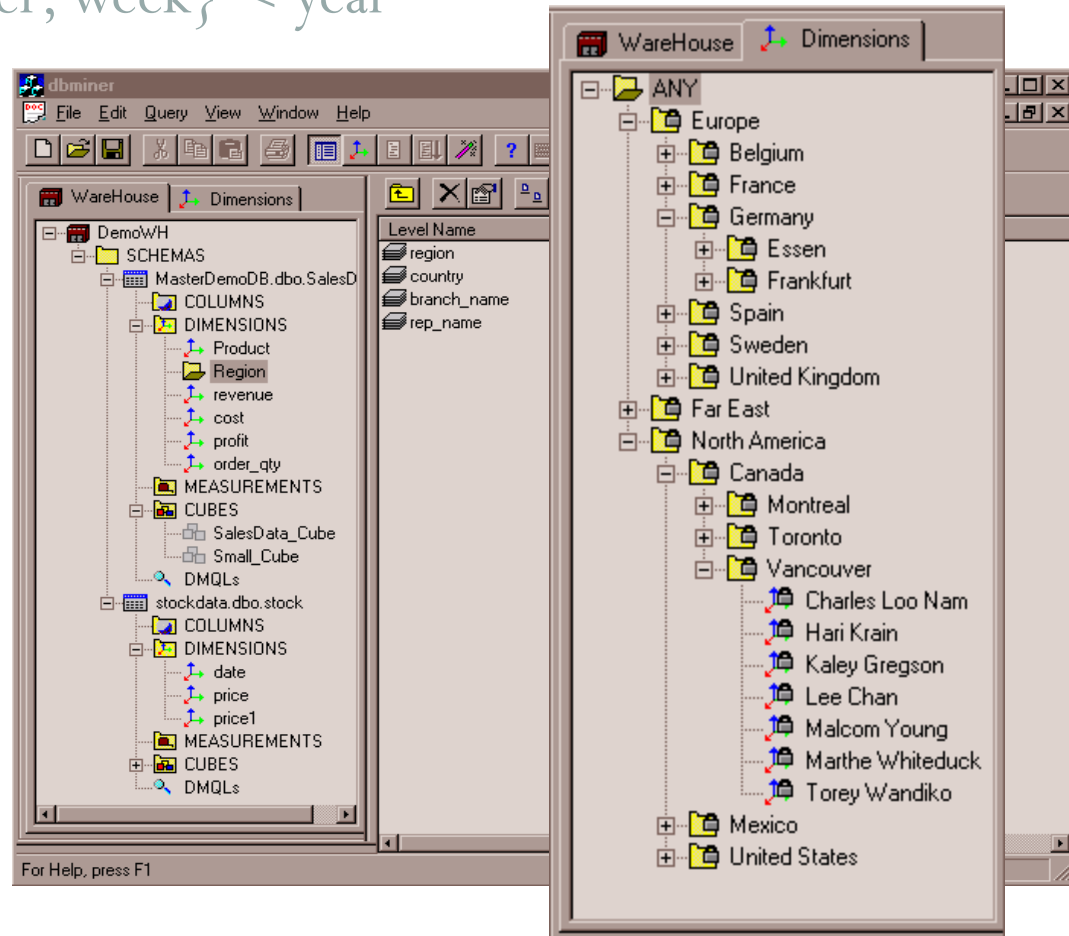 er, week} < year
dbminer
File Edit Query View Window Help
WareHouse Dimensions
DemoWH
SCHEMAS
MasterDemoDB.dbo.SalesD
COLUMNS
DIMENSIONS
Product
Region
revenue
cost
profit
order_qty
MEASUREMENTS
CUBES
SalesData_Cube
Small_Cube
DMQLs
stockdata.dbo.stock
COLUMNS
DIMENSIONS
date
price
price1
MEASUREMENTS
CUBES
DMQLs
Level Name
region
country
branch_name
rep_name
For Help, press F1
WareHouse Dimensions
ANY
Europe
Belgium
France
Germany
Essen
Frankfurt
Spain
Sweden
United Kingdom
Far East
North America
Canada
Montreal
Toronto
Vancouver
Charles Loo Nam
Hari Krain
Kaley Gregson
Lee Chan
Malcom Young
Marthe Whiteduck
Torey Wandiko
Mexico
United States